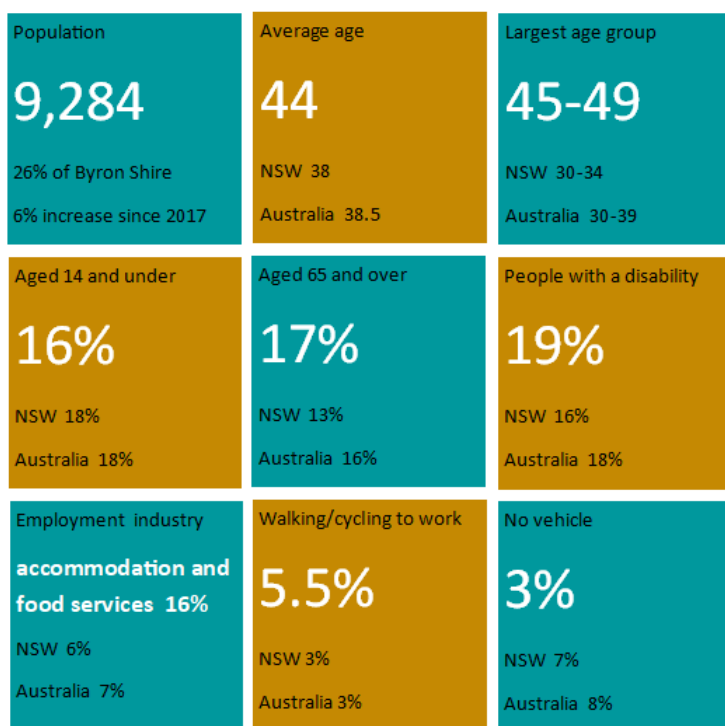 Population
9,284
26% of Byron Shire
6% increase since 2017
Average age
44
NSW 38
Australia 38.5
Largest age group
45-49
NSW 30-34
Australia 30-39
Aged 14 and under
16%
NSW 18%
Australia 18%
Aged 65 and over
17%
NSW 13%
Australia 16%
People with a disability
19%
NSW 16%
Australia 18%
Employment industry
accommodation and
food services 16%
NSW 6%
Australia 7%
Walking/cycling to work
5.5%
NSW 3%
Australia 3%
No vehicle
3%
NSW 7%
Australia 8%